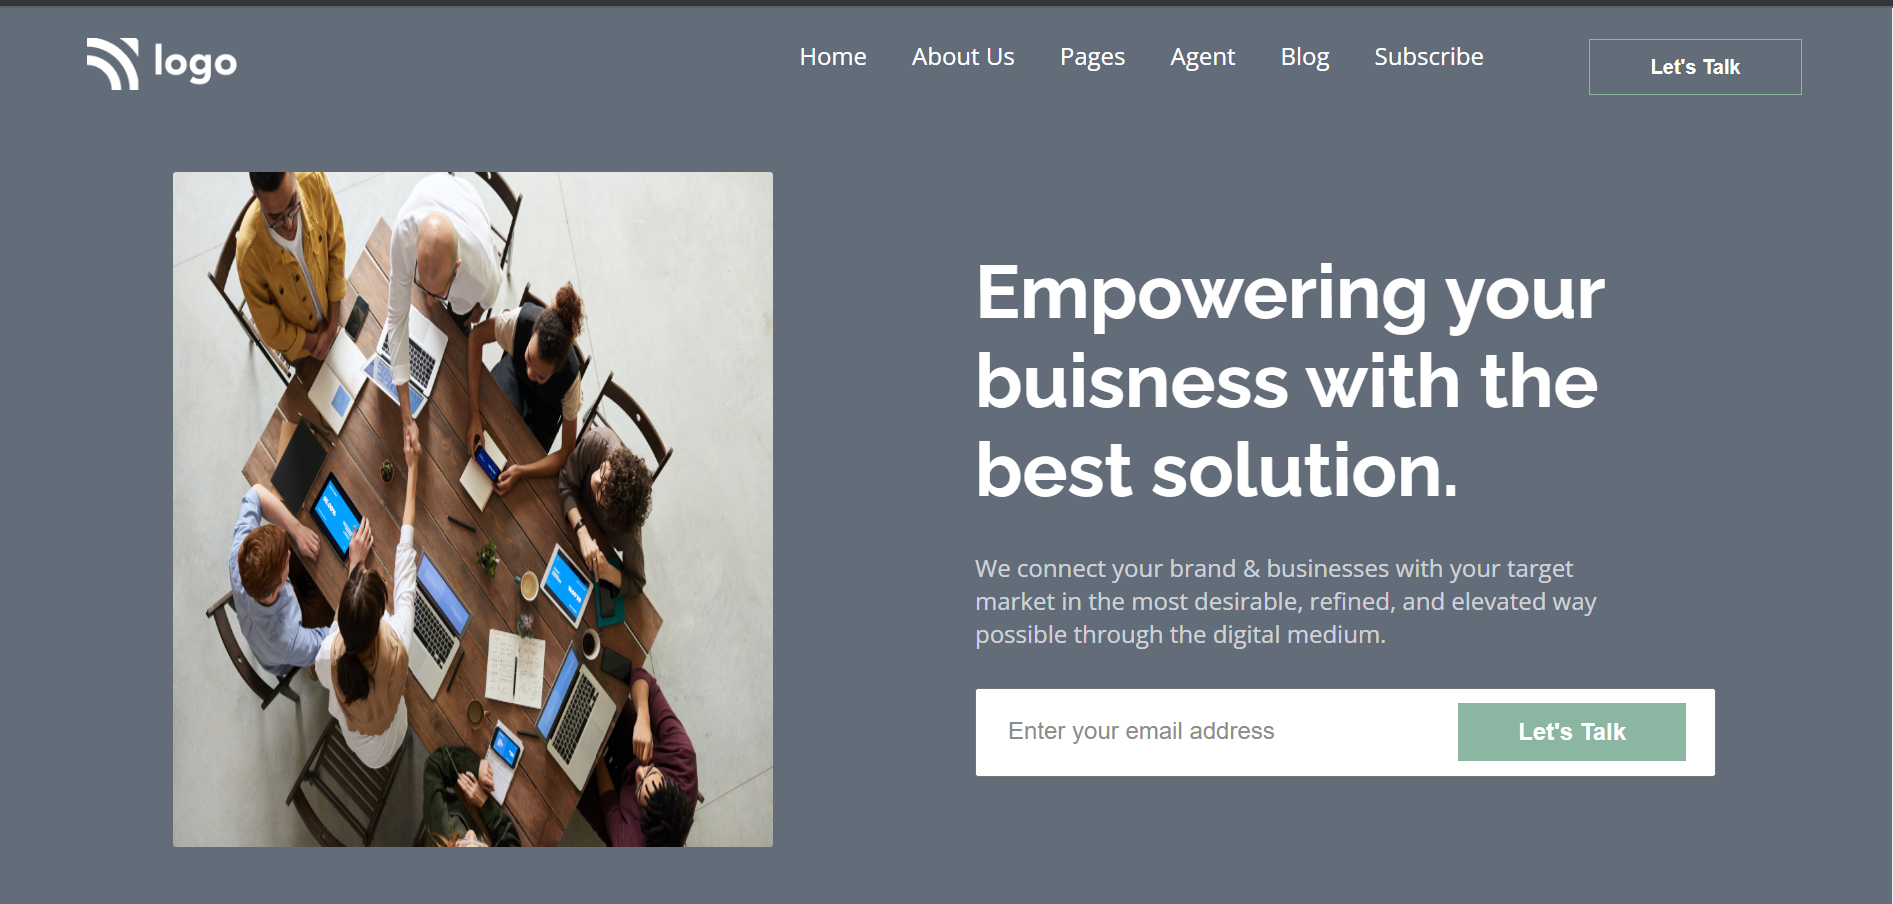 logo
Home About Us Pages Agent Blog Subscribe
Let's Talk
Empowering your
buisness with the
best solution.
We connect your brand & businesses with your target
market in the most desirable, refined, and elevated way
possible through the digital medium.
Enter your email address
Let's Talk